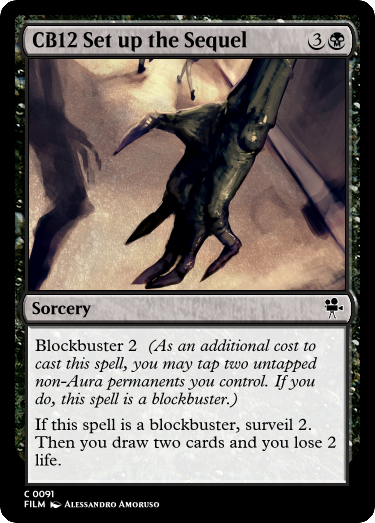 CB12 Set up the Sequel 3
Sorcery
Blockbuster 2 (As an additional cost to
cast this spell, you may tap two untapped
non-Aura permanents you control. If you
do, this spell is a blockbuster.)
If this spell is a blockbuster, surveil 2.
Then you draw two cards and you lose 2
life.
C 0091
FILM Alessandro Amoruso